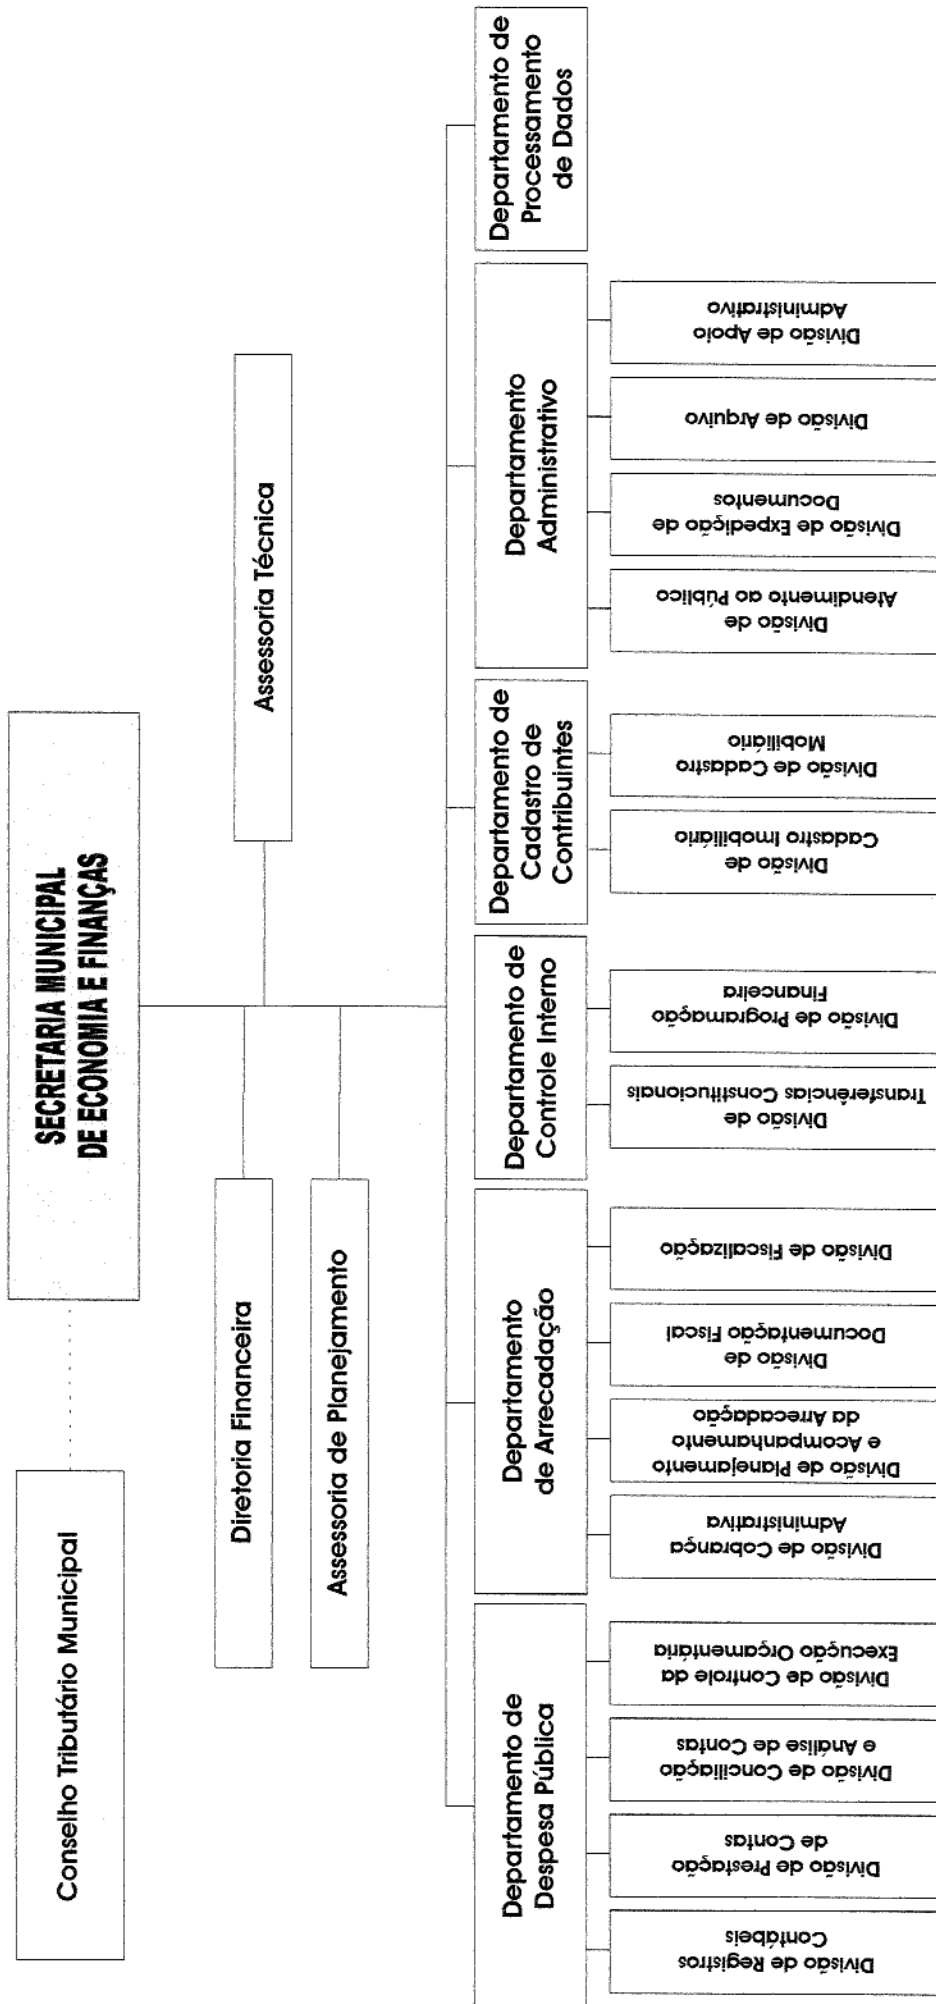 SECRETARIA MUNICIPAL
DE ECONOMIA E FINANÇAS
Conselho Tributário Municipal
Assessoria Técnica
Diretoria Financeira
Assessoria de Planejamento
Departamento de
Despesa Pública
Departamento
de Arrecadação
Departamento de
Controle Interno
Departamento de
Cadastro de
Contribuintes
Departamento
Administrativo
Departamento de
Processamento
de Dados
Divisão de Registros
Contábeis
Divisão de Prestação
de Contas
Divisão de Conciliação
e Análise de Contas
Divisão de Controle da
Execução Orçamentária
Divisão de Cobrança
Administrativa
Divisão de Planejamento
e Acompanhamento
da Arrecadação
Divisão de
Documentação Fiscal
Divisão de Fiscalização
Divisão de
Transferências Constitucionais
Divisão de Programação
Financeira
Divisão de
Cadastro Imobiliário
Divisão de Cadastro
Mobiliário
Divisão de
Atendimento ao Público
Divisão de Expedição de
Documentos
Divisão de Arquivo
Divisão de Apoio
Administrativo